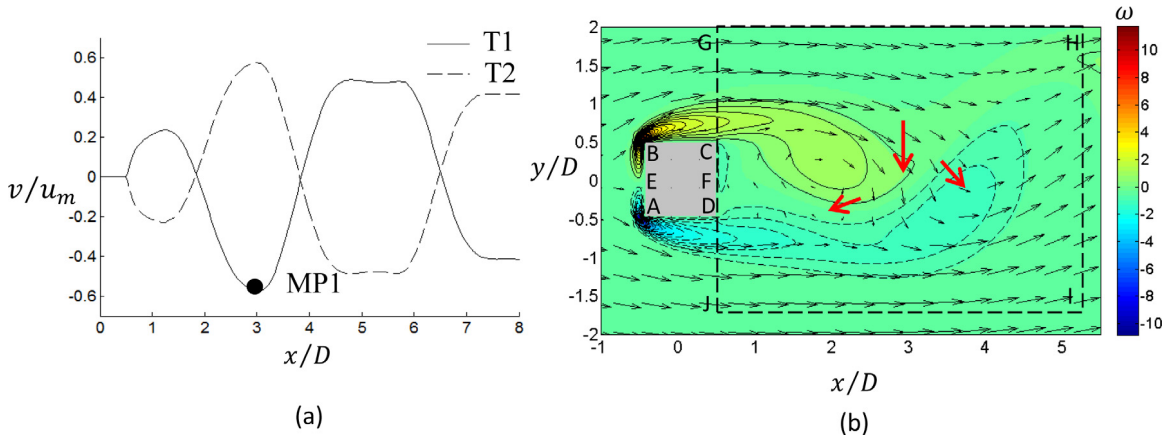 T1
T2
0.6
0.4
0.2
0
-0.2
-0.4
-0.6
v/u_m
MP1
0 1 2 3 4 5 6 7 8
x/D
(a)
ω
2
1.5
1
0.5
0
-0.5
-1
-1.5
-2
y/D
G H
B C
E F
A D
J I
-1 0 1 2 3 4 5
x/D
10
8
6
4
2
0
-2
-4
-6
-8
-10
(b)